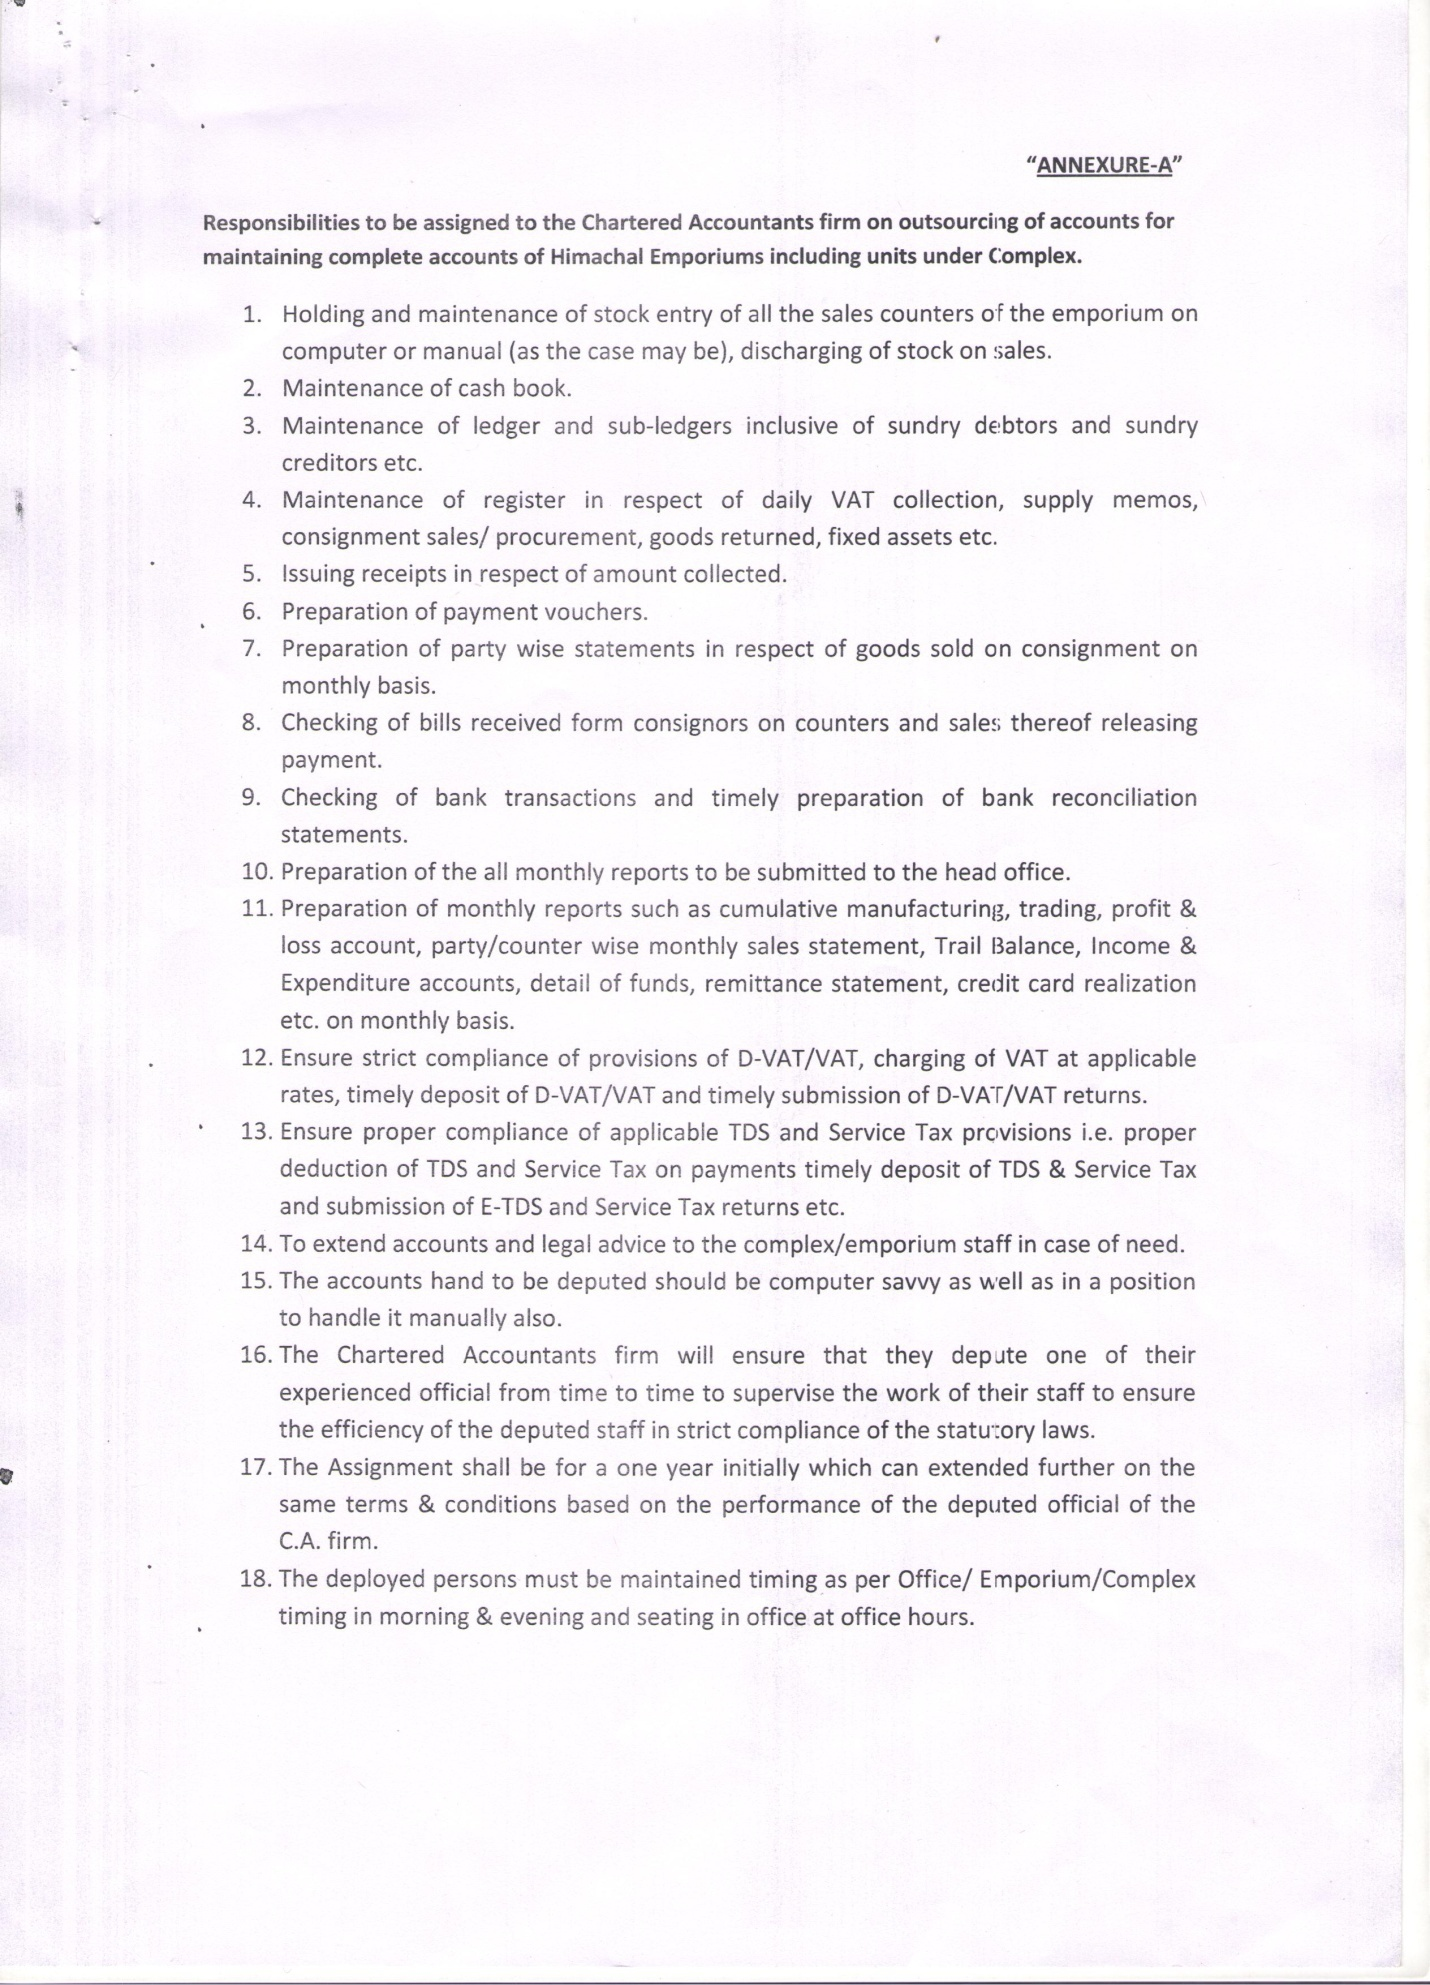 "ANNEXURE-A"
Responsibilities to be assigned to the Chartered Accountants firm on outsourcing of accounts for
maintaining complete accounts of Himachal Emporiums including units under Complex.
1. Holding and maintenance of stock entry of all the sales counters of the emporium on
computer or manual (as the case may be), discharging of stock on sales.
2. Maintenance of cash book.
3. Maintenance of ledger and sub-ledgers inclusive of sundry debtors and sundry
creditors etc.
4. Maintenance of register in respect of daily VAT collection, supply memos,
consignment sales/ procurement, goods returned, fixed assets etc.
5. Issuing receipts in respect of amount collected.
6. Preparation of payment vouchers.
7. Preparation of party wise statements in respect of goods sold on consignment on
monthly basis.
8. Checking of bills received form consignors on counters and sales thereof releasing
payment.
9. Checking of bank transactions and timely preparation of bank reconciliation
statements.
10. Preparation of the all monthly reports to be submitted to the head office.
11. Preparation of monthly reports such as cumulative manufacturing, trading, profit &
loss account, party/counter wise monthly sales statement, Trail Balance, Income &
Expenditure accounts, detail of funds, remittance statement, credit card realization
etc. on monthly basis.
12. Ensure strict compliance of provisions of D-VAT/VAT, charging of VAT at applicable
rates, timely deposit of D-VAT/VAT and timely submission of D-VAT/VAT returns.
13. Ensure proper compliance of applicable TDS and Service Tax provisions i.e. proper
deduction of TDS and Service Tax on payments timely deposit of TDS & Service Tax
and submission of E-TDS and Service Tax returns etc.
14. To extend accounts and legal advice to the complex/emporium staff in case of need.
15. The accounts hand to be deputed should be computer savvy as well as in a position
to handle it manually also.
16. The Chartered Accountants firm will ensure that they depute one of their
experienced official from time to time to supervise the work of their staff to ensure
the efficiency of the deputed staff in strict compliance of the statutory laws.
17. The Assignment shall be for a one year initially which can extended further on the
same terms & conditions based on the performance of the deputed official of the
C.A. firm.
18. The deployed persons must be maintained timing as per Office/ Emporium/Complex
timing in morning & evening and seating in office at office hours.